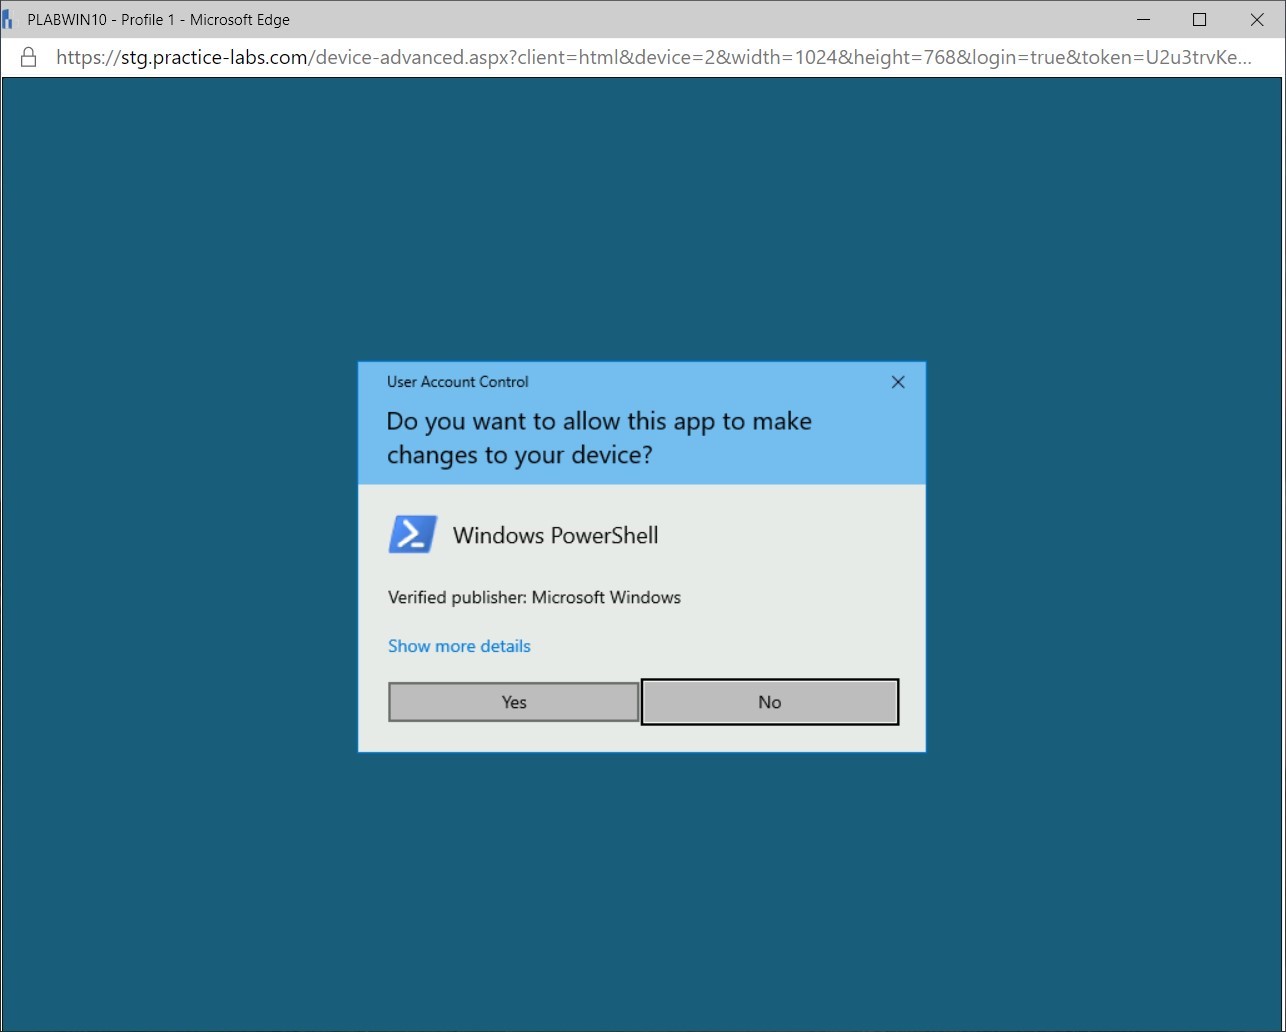 PLABWIN10 - Profile 1 - Microsoft Edge
https://stg.practice-labs.com/device-advanced.aspx?client=html&device=2&width=1024&height=768&login=true&token=U2u3trvKe...
User Account Control
Do you want to allow this app to make
changes to your device?
Windows PowerShell
Verified publisher: Microsoft Windows
Show more details
Yes
No